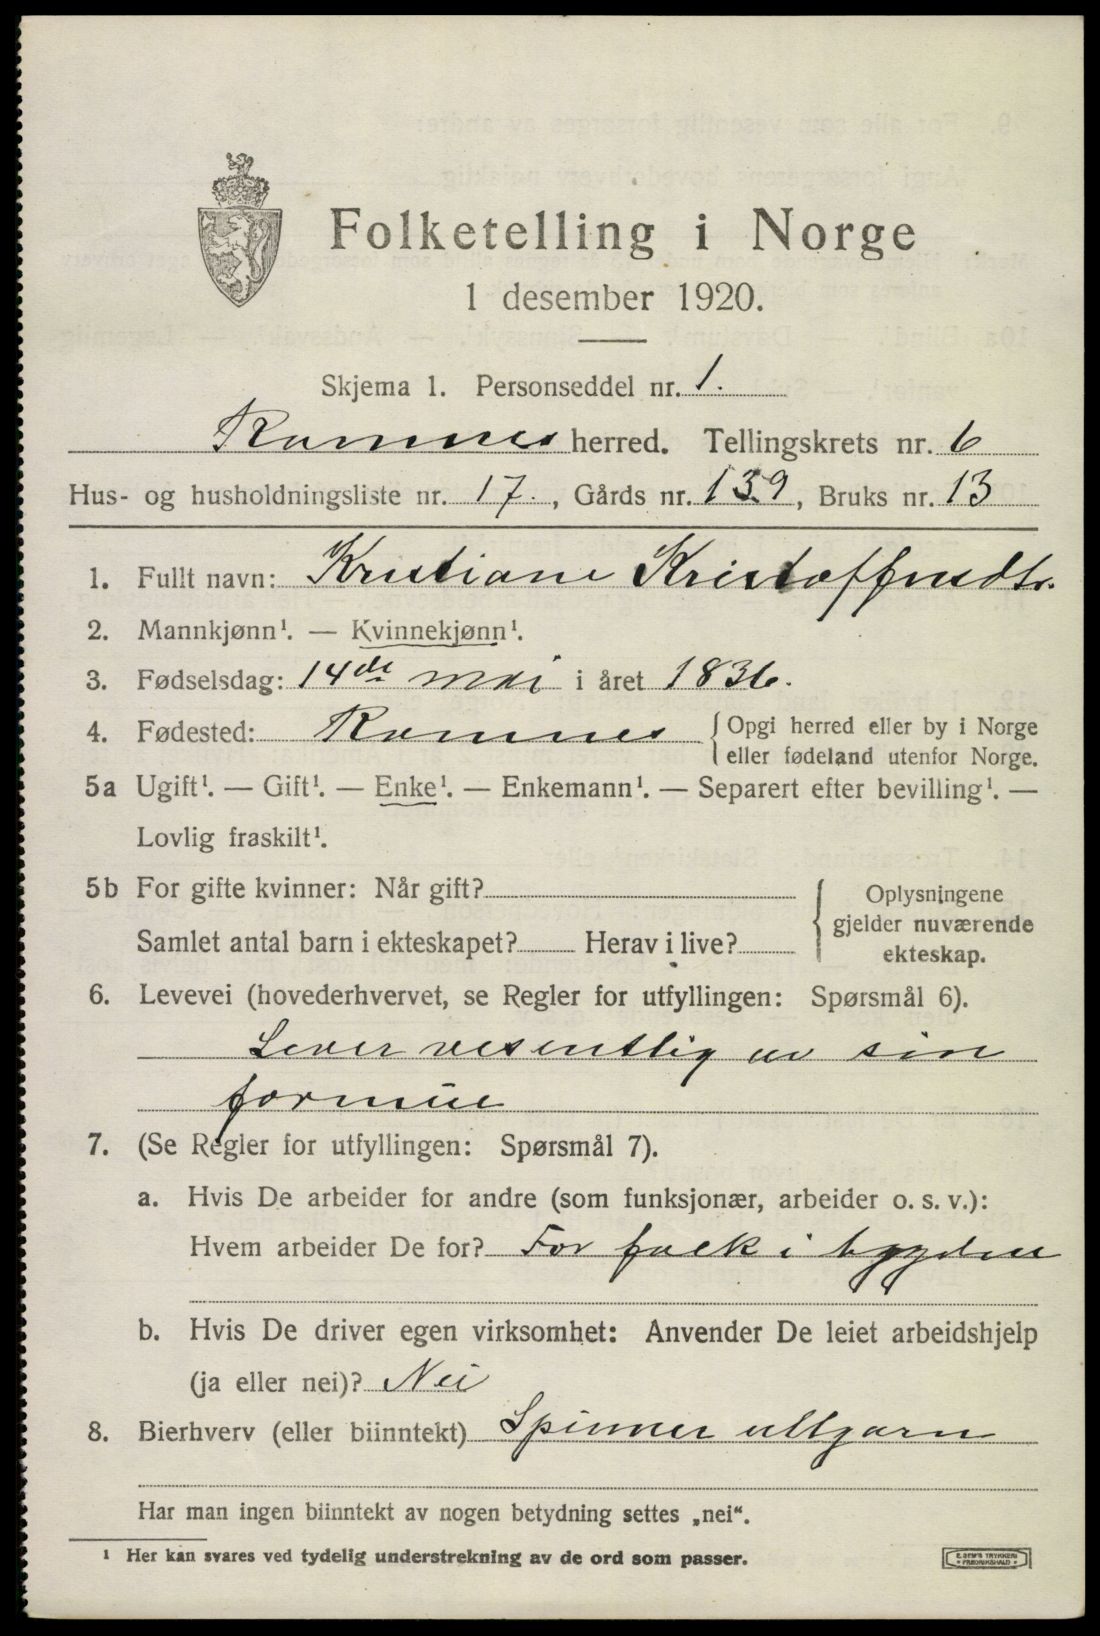 Folketelling i Norge
1 desember 1920.
Skjema 1. Personseddel nr. 1.
Ramnes herred. Tellingskrets nr. 6
Hus- og husholdningsliste nr. 17., Gårds nr. 139, Bruks nr. 13
1. Fullt navn: Kristiane Kristoffersdtr.
2. Mannkjønn¹. — Kvinnekjønn¹.
3. Fødselsdag: 14de mai i året 1836.
4. Fødested: Ramnes { Opgi herred eller by i Norge
eller fødeland utenfor Norge.
5a Ugift¹. — Gift¹. — Enke¹. — Enkemann¹. — Separert efter bevilling¹. —
Lovlig fraskilt¹.
5b For gifte kvinner: Når gift?
Samlet antal barn i ekteskapet? Herav i live?
Oplysningene
gjelder nuværende
ekteskap.
6. Levevei (hovederhvervet, se Regler for utfyllingen: Spørsmål 6).
Lever vesentlig av sin
formue
7. (Se Regler for utfyllingen: Spørsmål 7).
a. Hvis De arbeider for andre (som funksjonær, arbeider o. s. v.):
Hvem arbeider De for? For folk i bygden
b. Hvis De driver egen virksomhet: Anvender De leiet arbeidshjelp
(ja eller nei)? Nei
8. Bierhverv (eller biinntekt) Spinner ullgarn
Har man ingen biinntekt av nogen betydning settes „nei“.
¹ Her kan svares ved tydelig understrekning av de ord som passer.
E. SEM'S TRYKKERI
FREDRIKSHALD